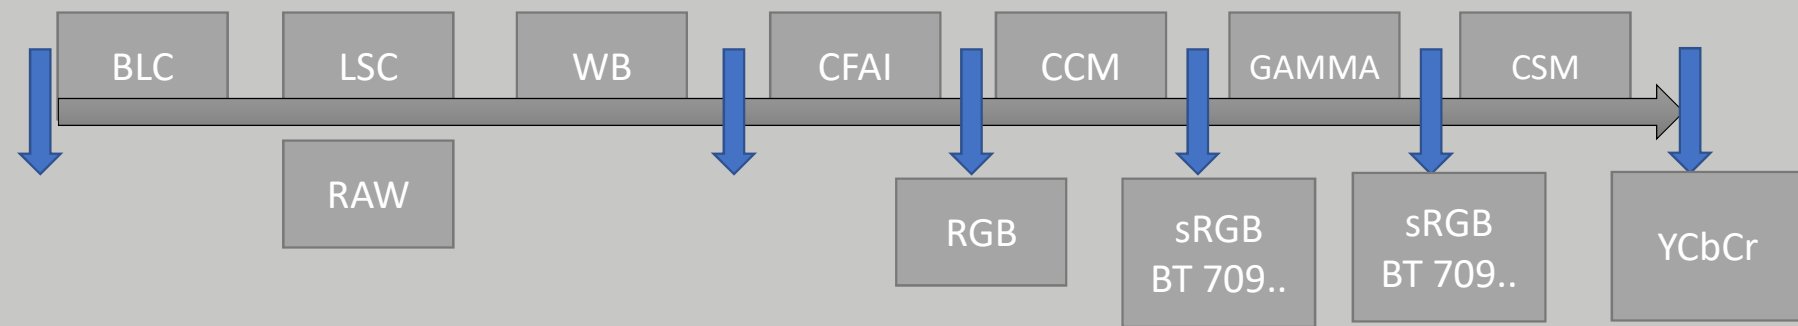 BLC
LSC
WB
CFAI
CCM
GAMMA
CSM
RAW
RGB
sRGB
BT 709..
sRGB
BT 709..
YCbCr